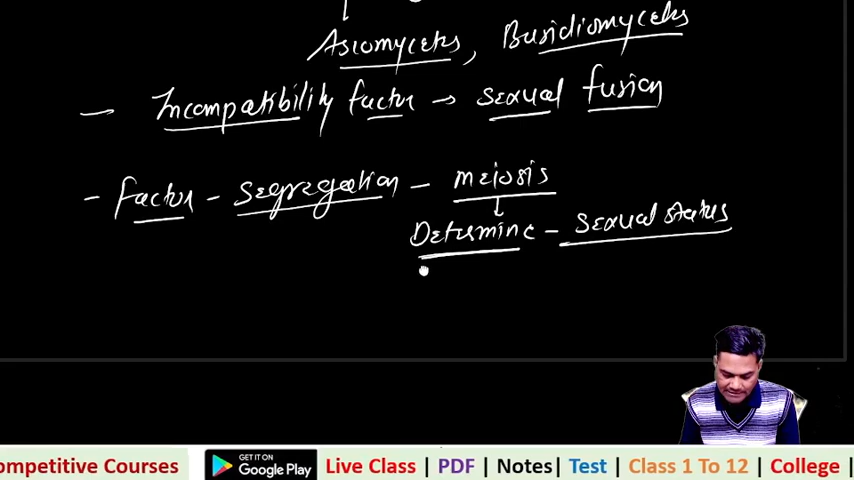 Ascomycetes, Basidiomycetes
- Incompatibility factor → sexual fusion
- factor - segregation - meiosis
Determine - sexual status
ompetitive Courses GET IT ON Google Play Live Class | PDF | Notes | Test | Class 1 To 12 | College |